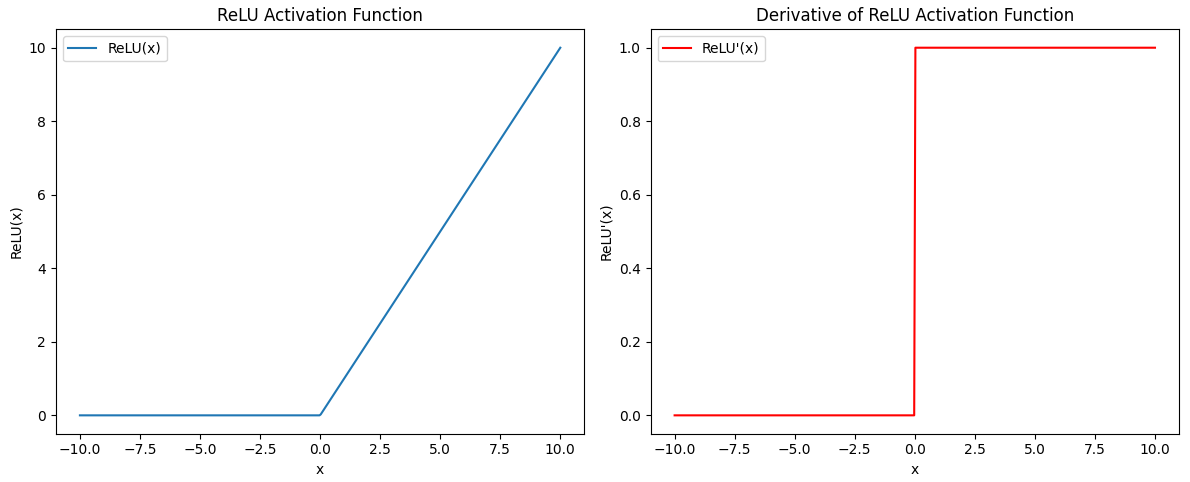 ReLU Activation Function
ReLU(x)
10
8
6
4
2
0
ReLU(x)
−10.0 −7.5 −5.0 −2.5 0.0 2.5 5.0 7.5 10.0
x
Derivative of ReLU Activation Function
ReLU'(x)
1.0
0.8
0.6
0.4
0.2
0.0
ReLU'(x)
−10.0 −7.5 −5.0 −2.5 0.0 2.5 5.0 7.5 10.0
x